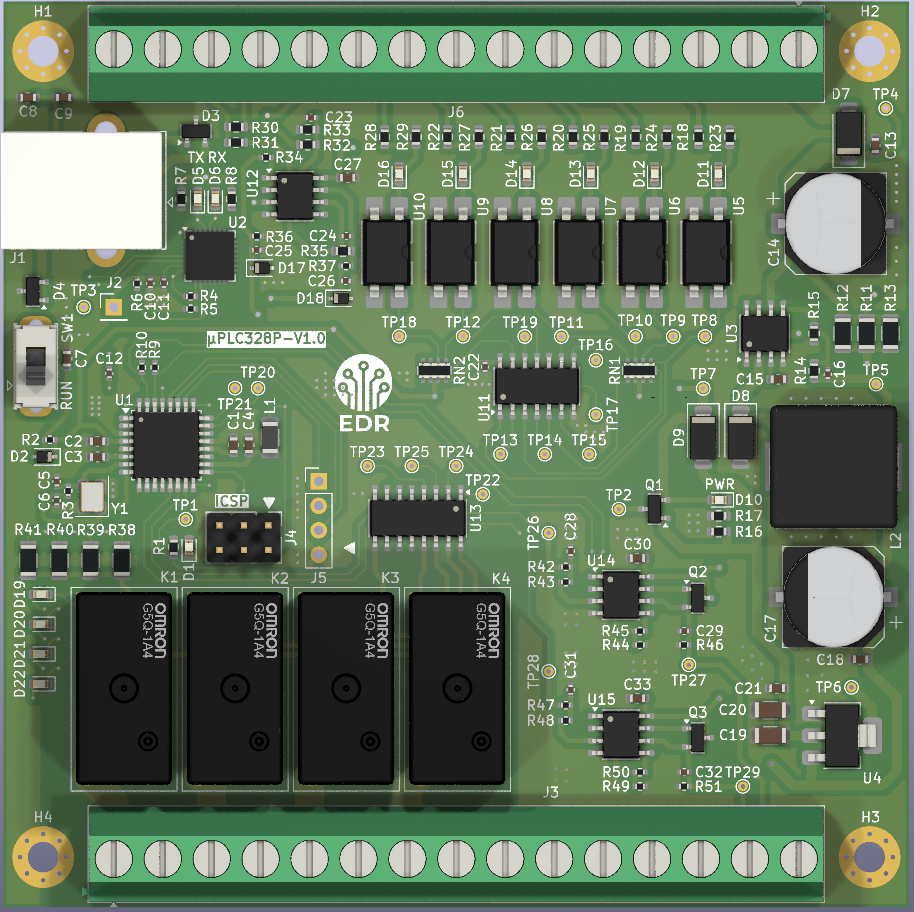 H1
H2
J6
C8
C9
D7
TP4
C13
D3
R30
R31
C23
R33
R32
R34
R28
R29
R22
R27
R21
R26
R20
R25
R19
R24
R18
R23
TX RX
R7
D5
D6
R8
U12
C27
D16
D15
D14
D13
D12
D11
U10
U9
U8
U7
U6
U5
U2
R36
C25
D17
C24
R35
R37
C26
D18
C14
+
J1
D4
TP3
J2
R6
C10
C11
R4
R5
SW1
RUN
C7
R10
R9
C12
µPLC328P-V1.0
TP18
TP12
TP19
TP11
TP10
TP9
TP8
TP16
U3
R15
R12
R11
R13
R14
C16
C15
TP5
RN2
C22
RN1
U11
TP17
TP7
TP20
TP21
EDR
U1
C21
C4
L1
R2
D2
C2
C3
C6
C5
R3
Y1
TP1
TP23
TP25
TP24
TP22
TP13
TP14
TP15
D9
D8
PWR
D10
R17
R16
Q1
TP2
L2
ICSP
J4
J5
U13
R1
D1
R41
R40
R39
R38
TP26
C28
R42
R43
U14
C30
Q2
R45
R44
C29
R46
K1
K2
K3
K4
OMRON
G5Q-1A4
OMRON
G5Q-1A4
OMRON
G5Q-1A4
OMRON
G5Q-1A4
D19
D20
D21
D22
TP28
C31
R47
R48
U15
C33
Q3
TP27
R50
R49
C32
R51
TP29
C17
+
C18
C21
C20
C19
TP6
U4
J3
H4
H3